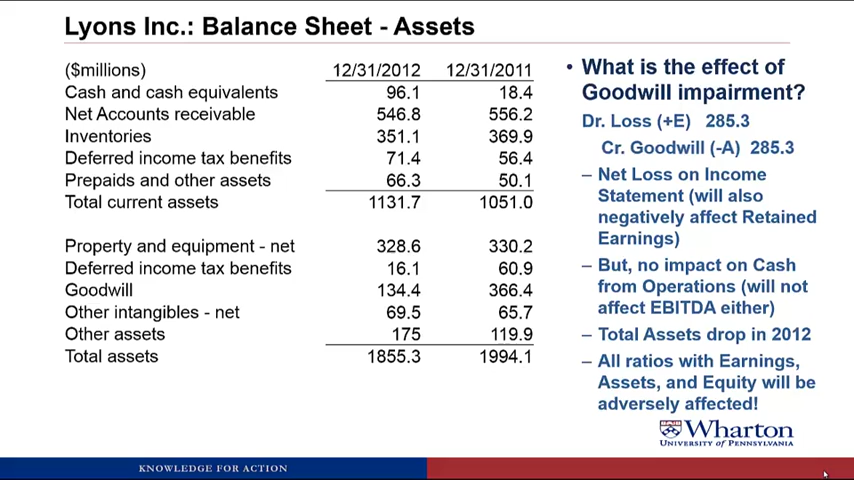 Lyons Inc.: Balance Sheet - Assets
($millions) 12/31/2012 12/31/2011
Cash and cash equivalents 96.1 18.4
Net Accounts receivable 546.8 556.2
Inventories 351.1 369.9
Deferred income tax benefits 71.4 56.4
Prepaids and other assets 66.3 50.1
Total current assets 1131.7 1051.0
Property and equipment - net 328.6 330.2
Deferred income tax benefits 16.1 60.9
Goodwill 134.4 366.4
Other intangibles - net 69.5 65.7
Other assets 175 119.9
Total assets 1855.3 1994.1
• What is the effect of
Goodwill impairment?
Dr. Loss (+E) 285.3
Cr. Goodwill (-A) 285.3
– Net Loss on Income
Statement (will also
negatively affect Retained
Earnings)
– But, no impact on Cash
from Operations (will not
affect EBITDA either)
– Total Assets drop in 2012
– All ratios with Earnings,
Assets, and Equity will be
adversely affected!
Wharton
UNIVERSITY of PENNSYLVANIA
KNOWLEDGE FOR ACTION